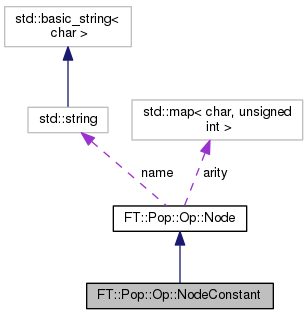 std::basic_string<
char >
std::string
std::map< char, unsigned
int >
name
arity
FT::Pop::Op::Node
FT::Pop::Op::NodeConstant